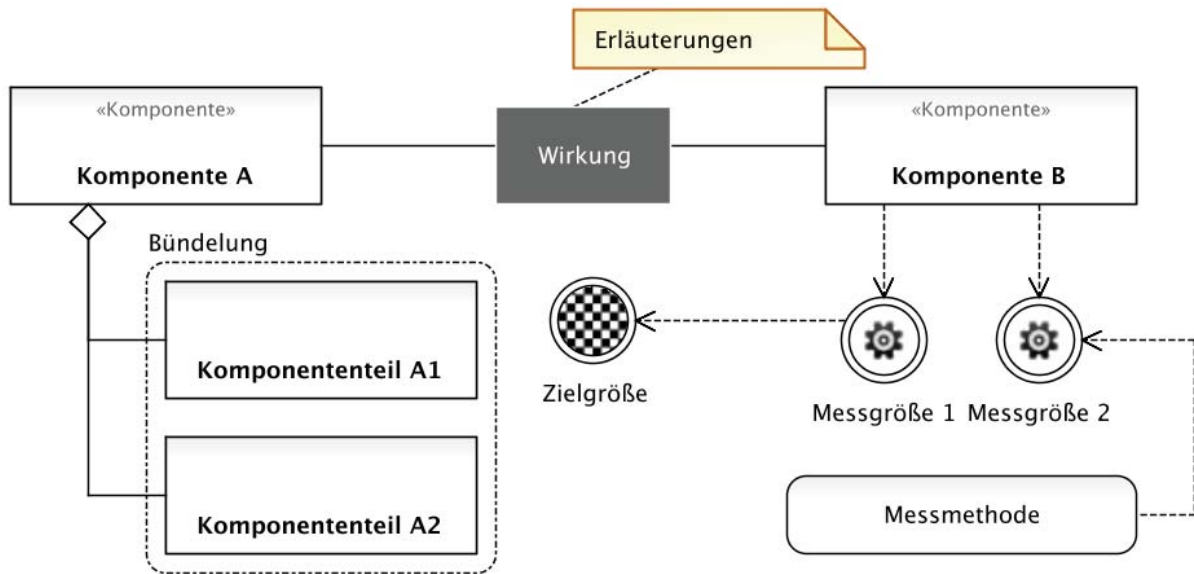 Erläuterungen
«Komponente»
Komponente A
Wirkung
«Komponente»
Komponente B
Bündelung
Komponententeil A1
Komponententeil A2
Zielgröße
Messgröße 1
Messgröße 2
Messmethode